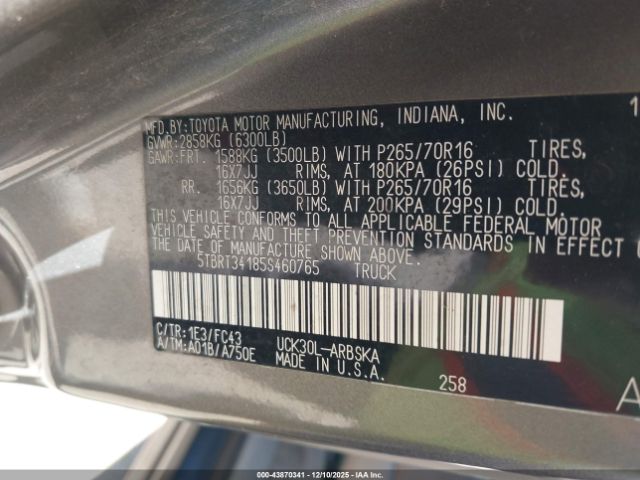 MFD.BY:TOYOTA MOTOR MANUFACTURING, INDIANA, INC. 1
GVWR:2858KG (6300LB)
GAWR:FRT. 1588KG (3500LB) WITH P265/70R16 TIRES,
16X7JJ RIMS, AT 180KPA (26PSI) COLD.
RR. 1656KG (3650LB) WITH P265/70R16 TIRES,
16X7JJ RIMS, AT 200KPA (29PSI) COLD.
THIS VEHICLE CONFORMS TO ALL APPLICABLE FEDERAL MOTOR
VEHICLE SAFETY AND THEFT PREVENTION STANDARDS IN EFFECT
THE DATE OF MANUFACTURE SHOWN ABOVE.
5TBRT34185S460765 TRUCK
C/TR:1E3/FC43 UCK30L-ARBSKA
A/TM:A01B/A750E MADE IN U.S.A.
258
A
000-43870341 - 12/10/2025 - IAA, Inc.